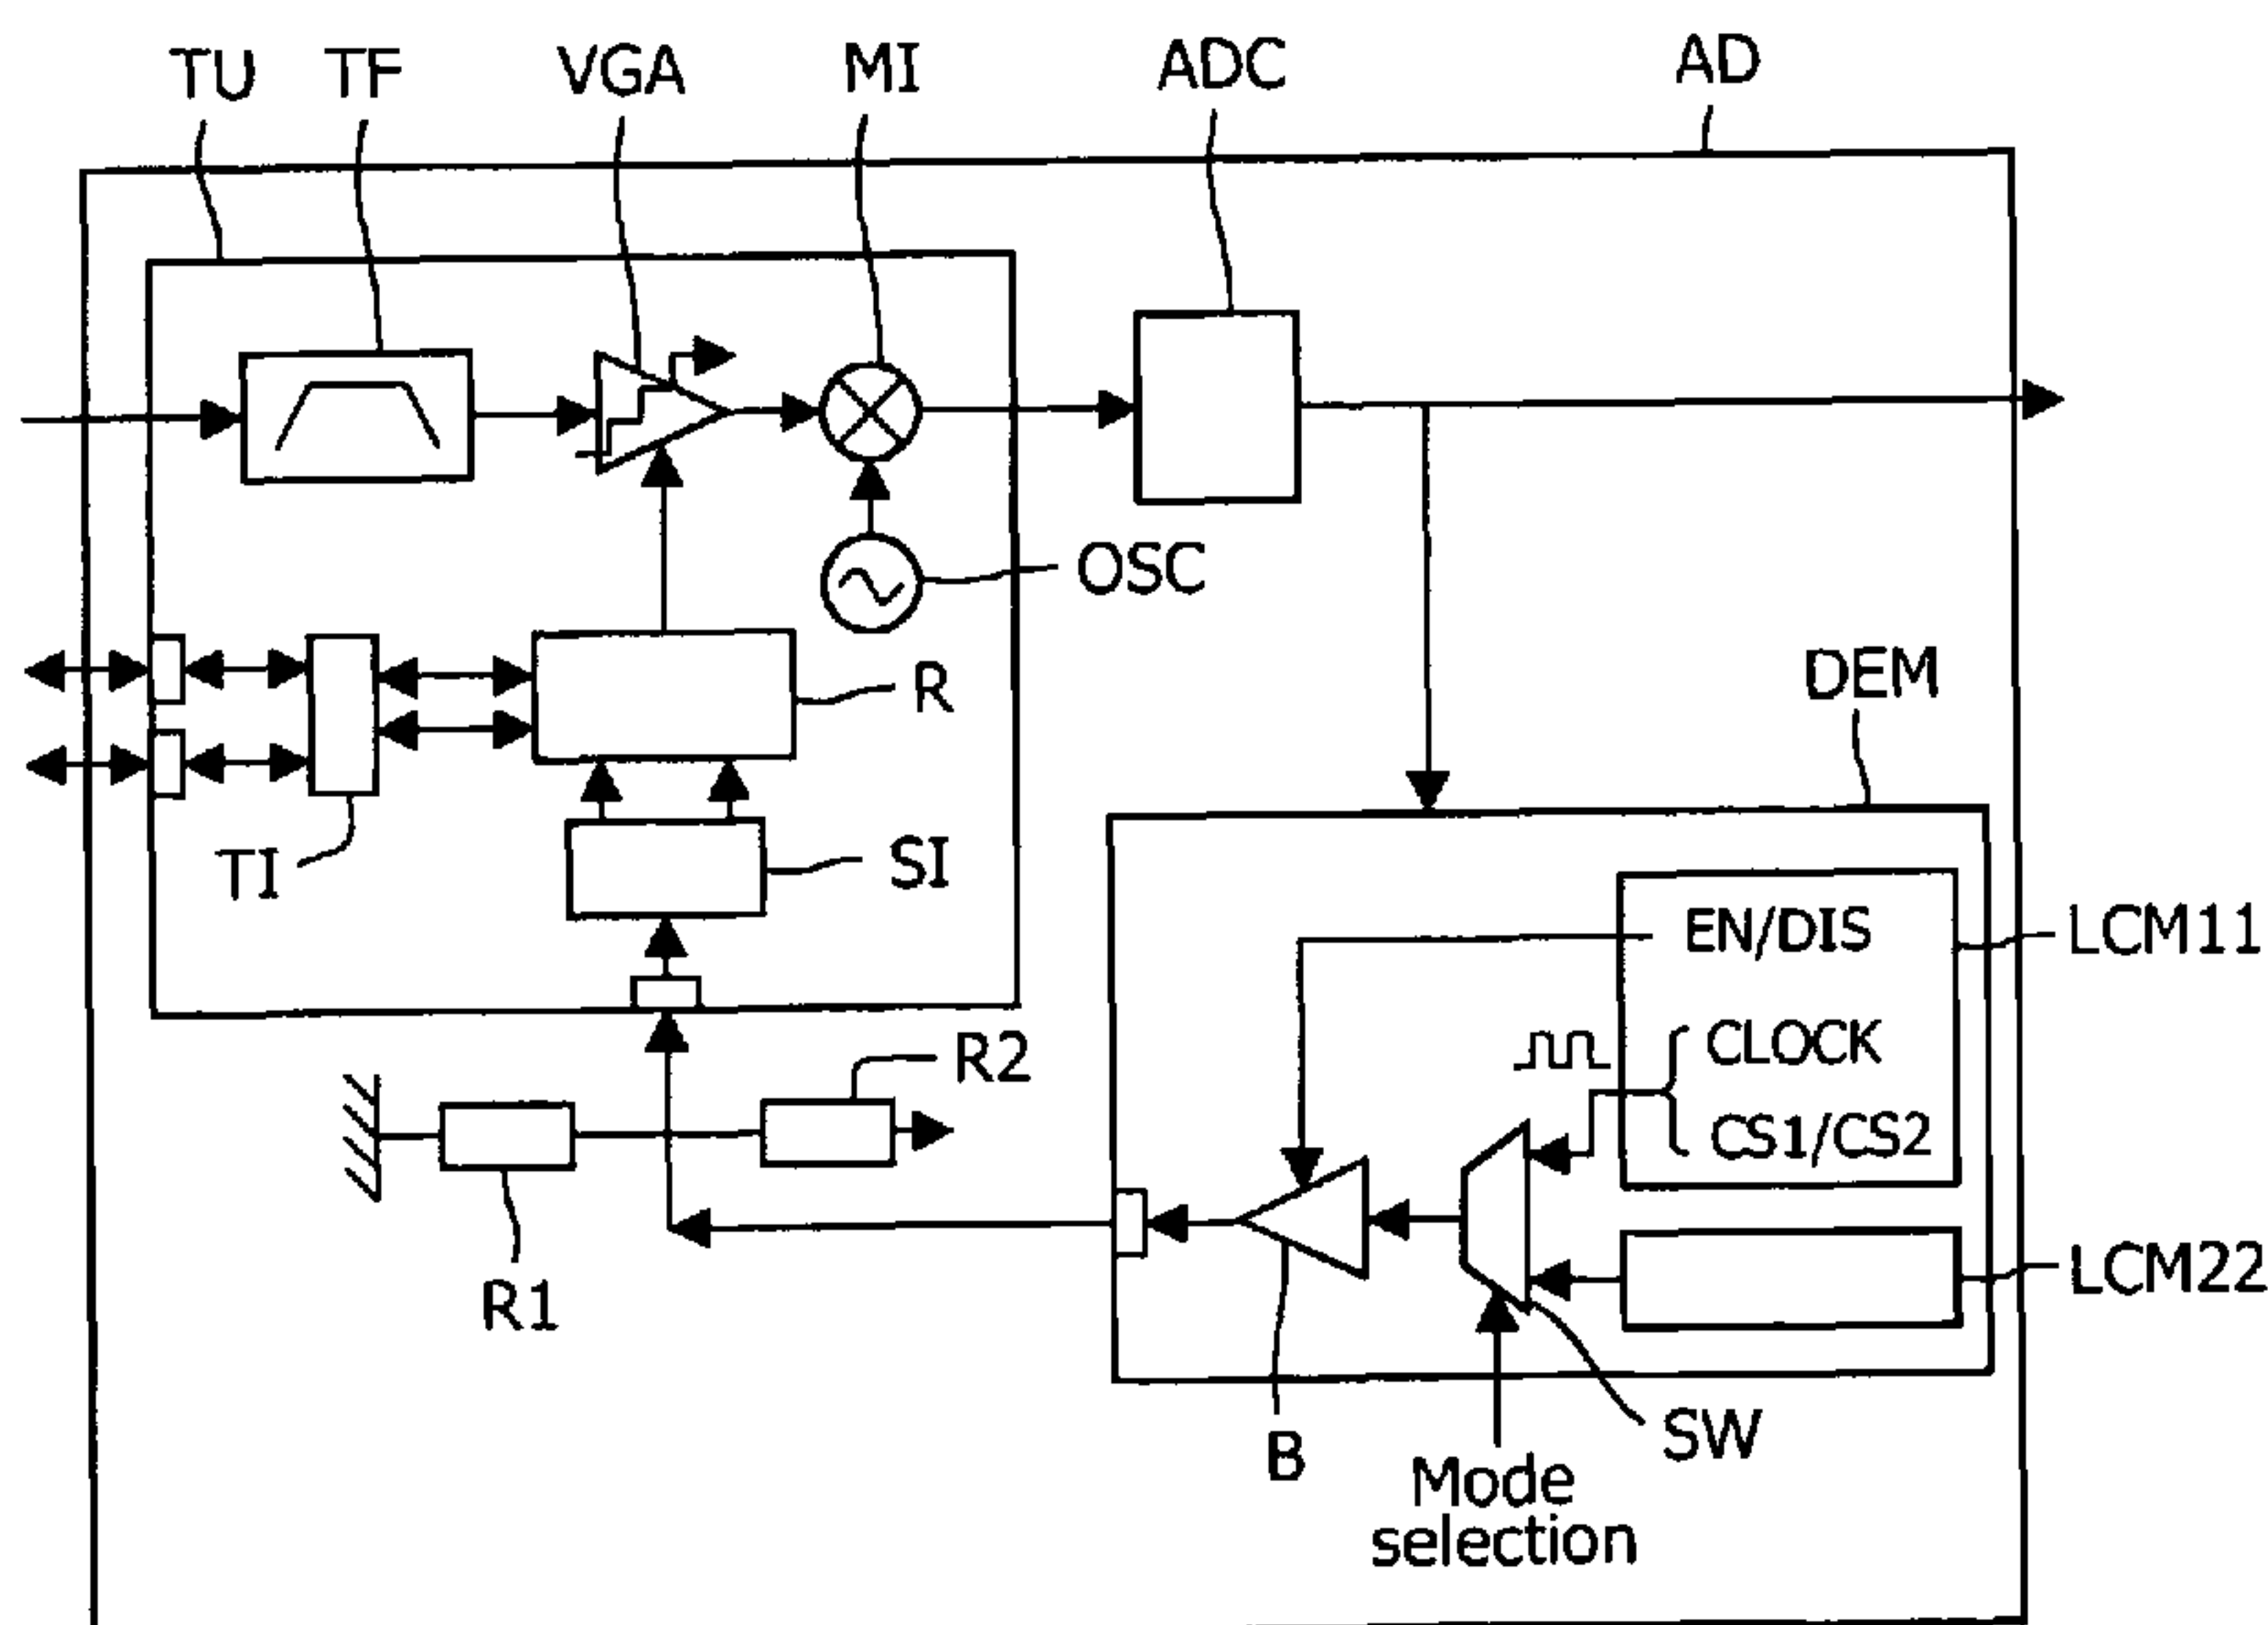 TU
TF
VGA
MI
ADC
AD
OSC
R
DEM
TI
SI
EN/DIS
LCM11
R2
CLOCK
CS1/CS2
R1
LCM22
B
SW
Mode
selection